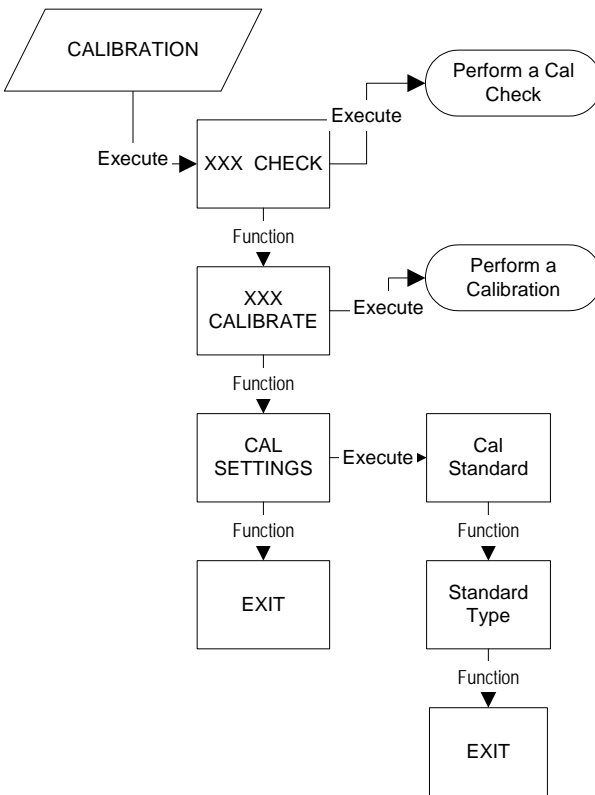 CALIBRATION
Perform a Cal
Check
Execute
Execute
XXX CHECK
Function
XXX
CALIBRATE
Execute
Perform a
Calibration
Function
CAL
SETTINGS
Execute
Cal
Standard
Function
Function
EXIT
Standard
Type
Function
EXIT